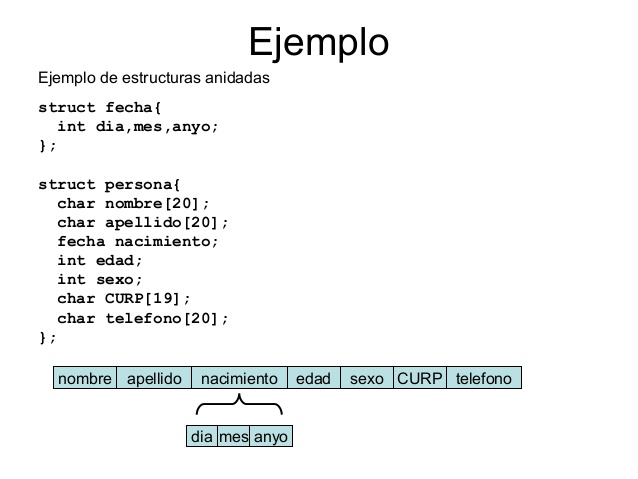 Ejemplo
Ejemplo de estructuras anidadas
struct fecha{
  int dia,mes,anyo;
};
struct persona{
  char nombre[20];
  char apellido[20];
  fecha nacimiento;
  int edad;
  int sexo;
  char CURP[19];
  char telefono[20];
};
nombre apellido nacimiento edad sexo CURP telefono
dia mes anyo